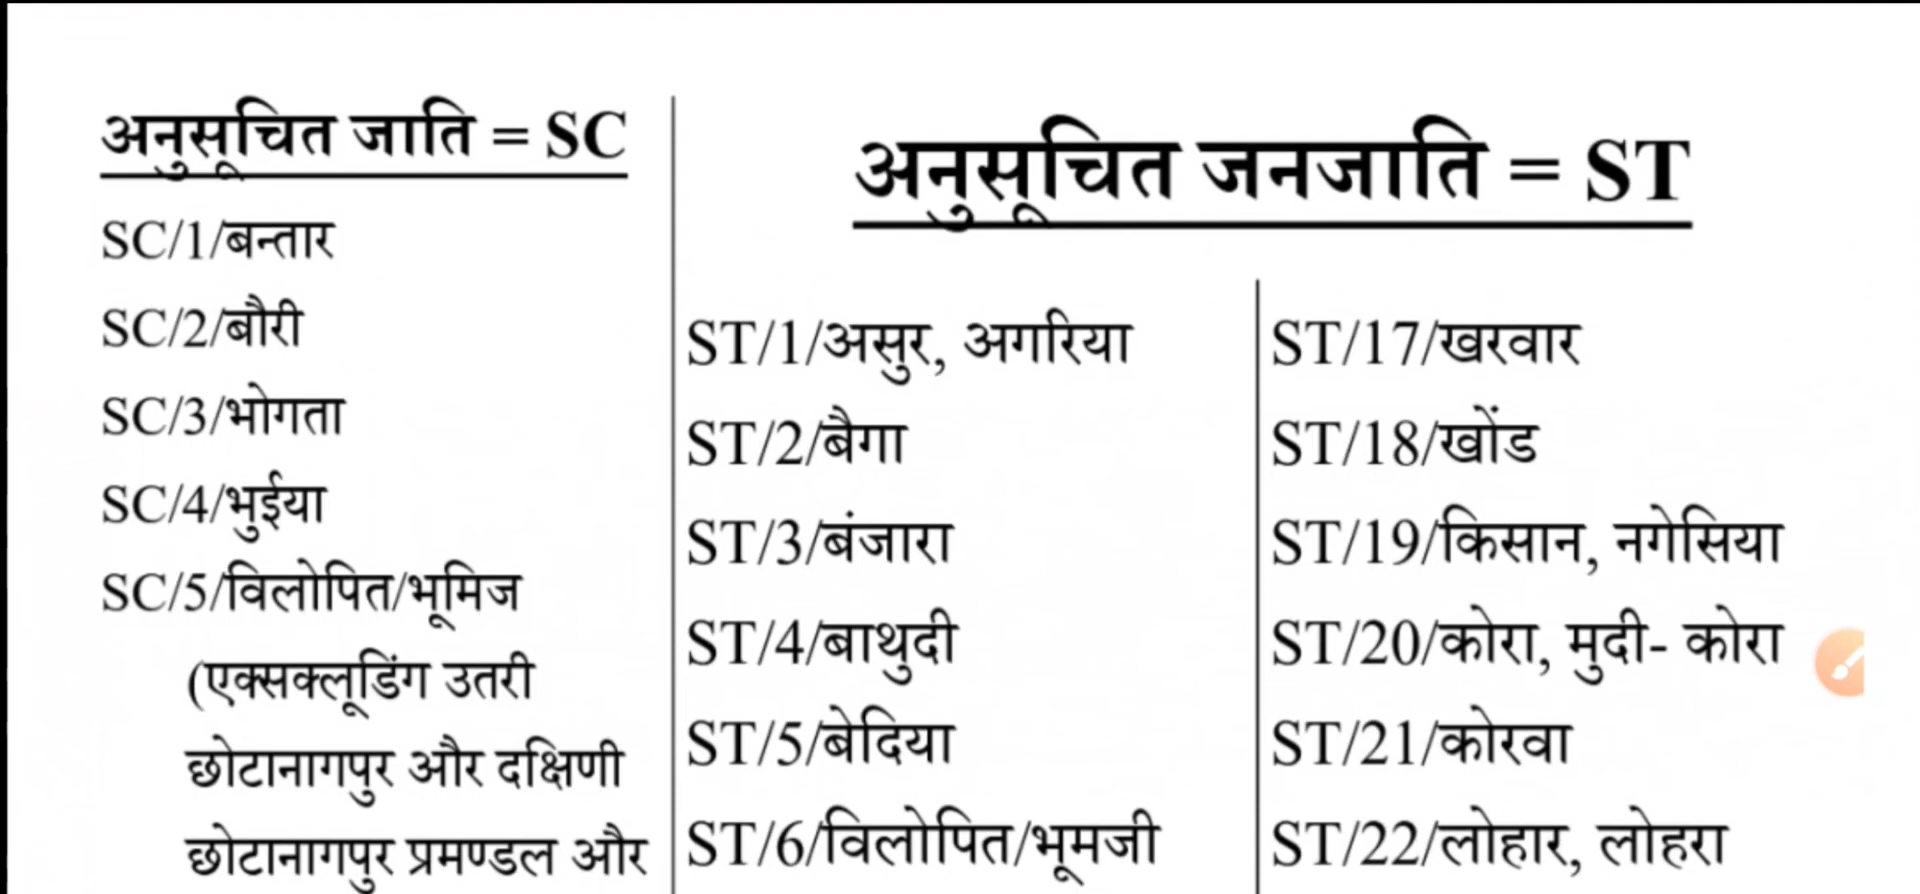 अनुसूचित जाति = SC
SC/1/बन्तार
SC/2/बौरी
SC/3/भोगता
SC/4/भुईया
SC/5/विलोपित/भूमिज
(एक्सक्लूडिंग उतरी
छोटानागपुर और दक्षिणी
छोटानागपुर प्रमण्डल और
अनुसूचित जनजाति = ST
ST/1/असुर, अगरिया
ST/2/बैगा
ST/3/बंजारा
ST/4/बाथुदी
ST/5/बेदिया
ST/6/विलोपित/भूमजी
ST/17/खरवार
ST/18/खोंड
ST/19/किसान, नगेसिया
ST/20/कोरा, मुदी- कोरा
ST/21/कोरवा
ST/22/लोहार, लोहरा